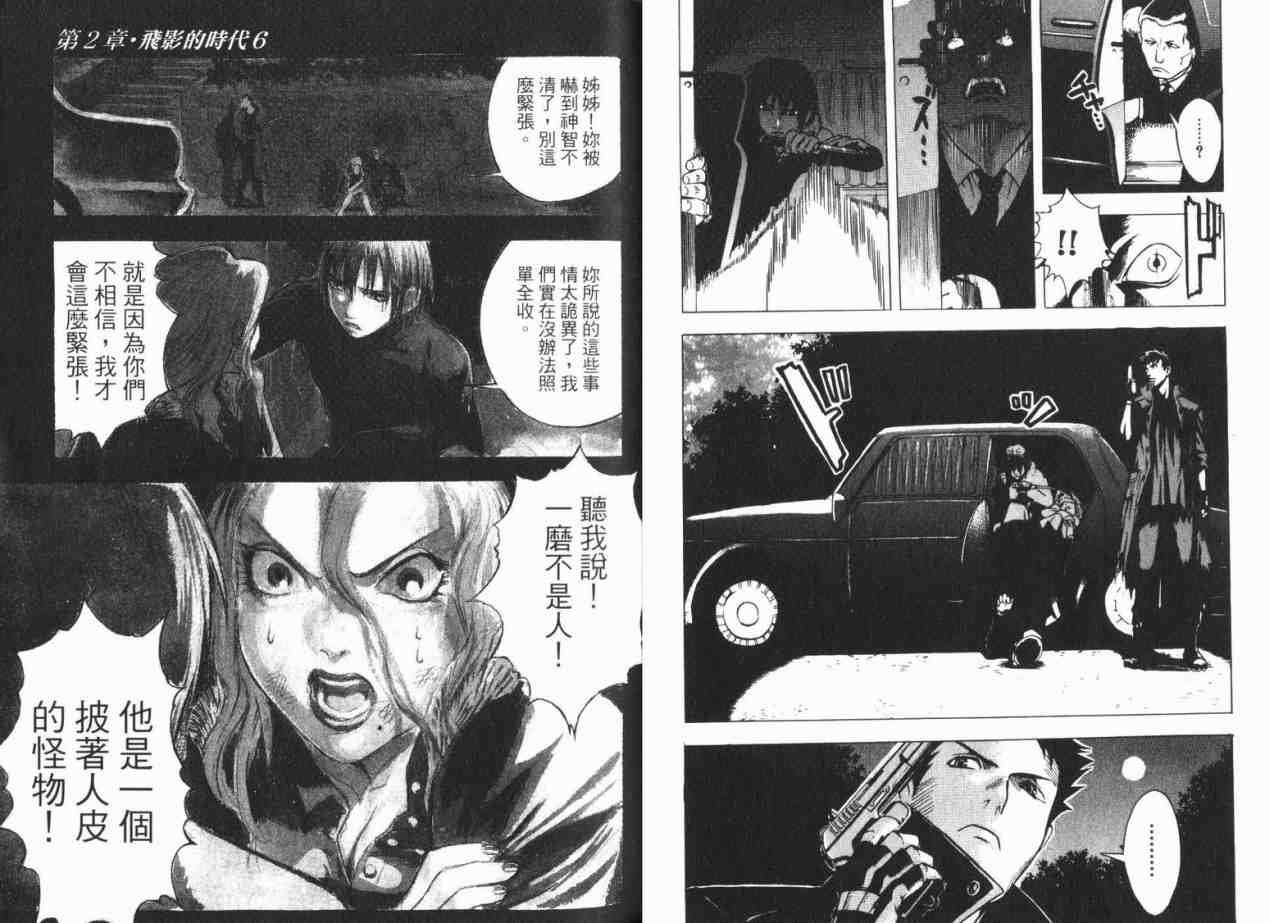 ……?
チャ…
ビク
!!
ズ…
………
第2章・飛影的時代6
姊姊！妳被
嚇到神智不
清了，別這
麼緊張。
妳所說的這些事
情太詭異了，我
們實在沒辦法照
單全收。
就是因為你們
不相信，我才
會這麼緊張！
聽我說！
一磨不是人！
他是一個
披著人皮
的怪物！